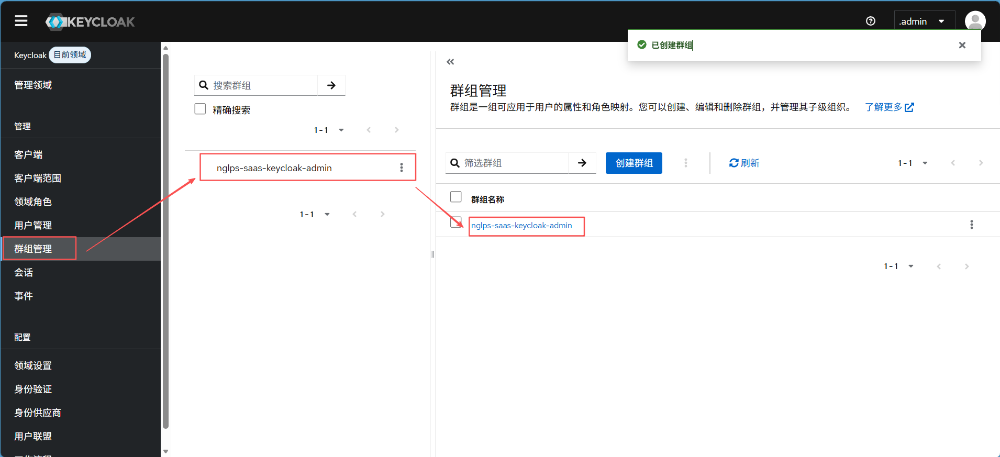 KEYCLOAK
.admin
已创建群组
Keycloak 目前领域
管理领域
管理
客户端
客户端范围
领域角色
用户管理
群组管理
会话
事件
配置
领域设置
身份验证
身份供应商
用户联盟
搜索群组
精确搜索
1-1
nglps-saas-keycloak-admin
1-1
群组管理
群组是一组可应用于用户的属性和角色映射。您可以创建、编辑和删除群组，并管理其子级组织。 了解更多
筛选群组 创建群组 刷新 1-1
群组名称
nglps-saas-keycloak-admin
1-1